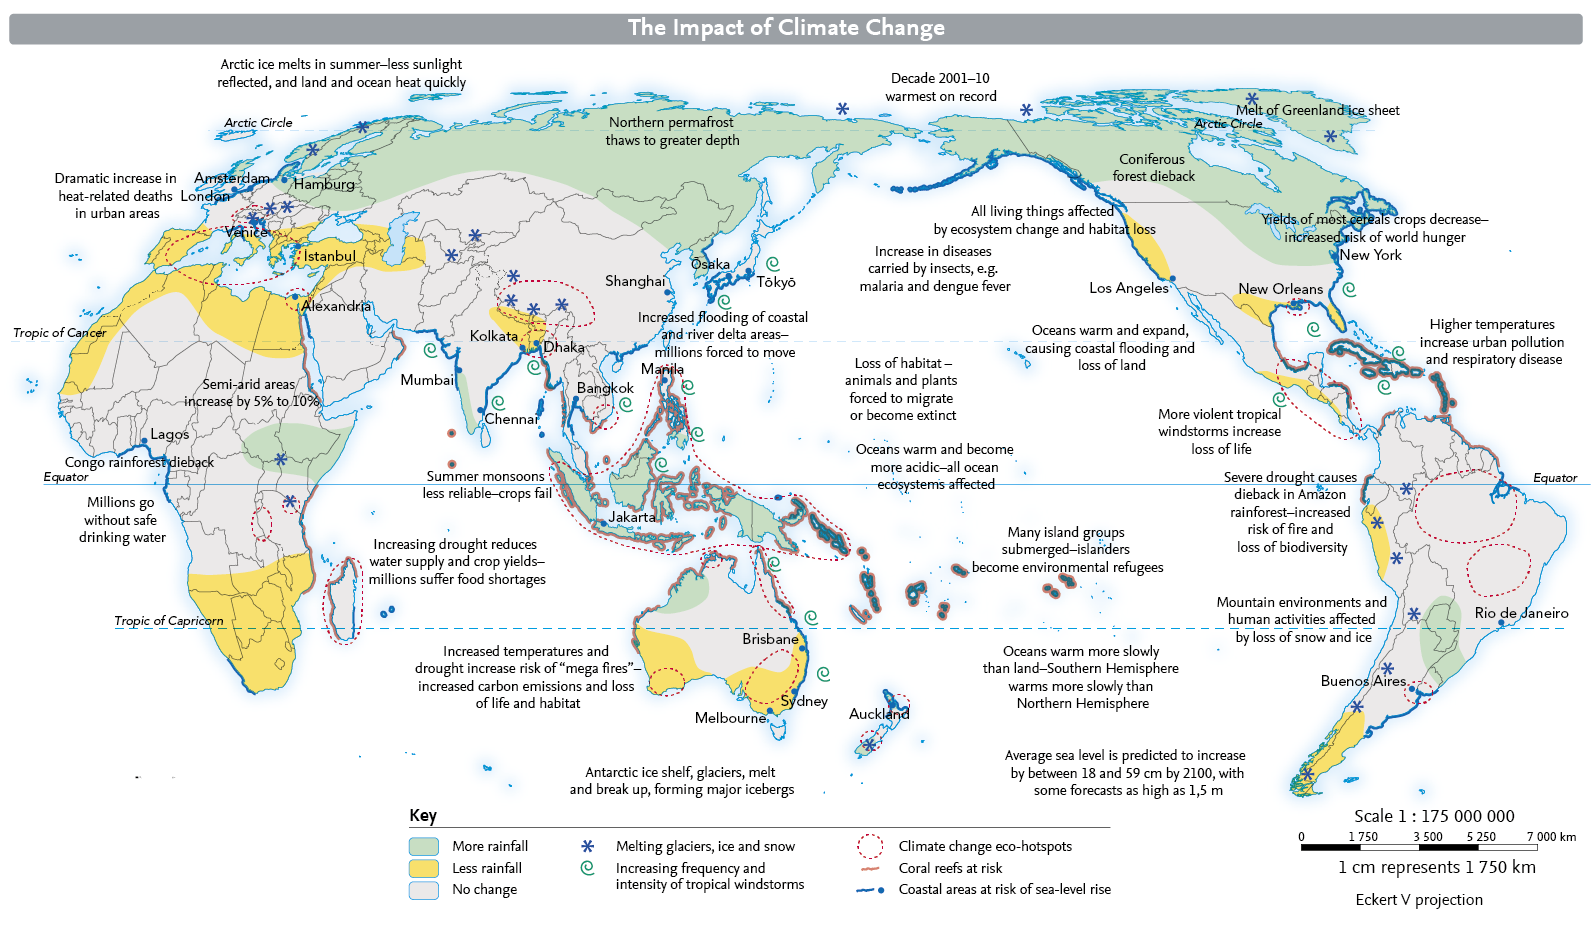 The Impact of Climate Change
Arctic ice melts in summer–less sunlight
reflected, and land and ocean heat quickly
Decade 2001–10
warmest on record
Arctic Circle
Northern permafrost
thaws to greater depth
Melt of Greenland ice sheet
Arctic Circle
Coniferous
forest dieback
Dramatic increase in
heat-related deaths
in urban areas
Amsterdam
London
Hamburg
Venice
Istanbul
Alexandria
All living things affected
by ecosystem change and habitat loss
Yields of most cereals crops decrease–
increased risk of world hunger
New York
Increase in diseases
carried by insects, e.g.
malaria and dengue fever
Ōsaka
Tōkyō
Shanghai
Los Angeles
New Orleans
Tropic of Cancer
Increased flooding of coastal
and river delta areas–
millions forced to move
Kolkata
Dhaka
Oceans warm and expand,
causing coastal flooding and
loss of land
Higher temperatures
increase urban pollution
and respiratory disease
Semi-arid areas
increase by 5% to 10%
Mumbai
Chennai
Bangkok
Manila
Loss of habitat –
animals and plants
forced to migrate
or become extinct
More violent tropical
windstorms increase
loss of life
Lagos
Congo rainforest dieback
Equator
Summer monsoons
less reliable–crops fail
Oceans warm and become
more acidic–all ocean
ecosystems affected
Severe drought causes
dieback in Amazon
rainforest–increased
risk of fire and
loss of biodiversity
Equator
Millions go
without safe
drinking water
Jakarta
Increasing drought reduces
water supply and crop yields–
millions suffer food shortages
Many island groups
submerged–islanders
become environmental refugees
Mountain environments and
human activities affected
by loss of snow and ice
Rio de Janeiro
Tropic of Capricorn
Increased temperatures and
drought increase risk of “mega fires”–
increased carbon emissions and loss
of life and habitat
Brisbane
Sydney
Melbourne
Auckland
Oceans warm more slowly
than land–Southern Hemisphere
warms more slowly than
Northern Hemisphere
Buenos Aires
Antarctic ice shelf, glaciers, melt
and break up, forming major icebergs
Average sea level is predicted to increase
by between 18 and 59 cm by 2100, with
some forecasts as high as 1,5 m
Key
More rainfall
Less rainfall
No change
Melting glaciers, ice and snow
Increasing frequency and
intensity of tropical windstorms
Climate change eco-hotspots
Coral reefs at risk
Coastal areas at risk of sea-level rise
Scale 1 : 175 000 000
0 1 750 3 500 5 250 7 000 km
1 cm represents 1 750 km
Eckert V projection